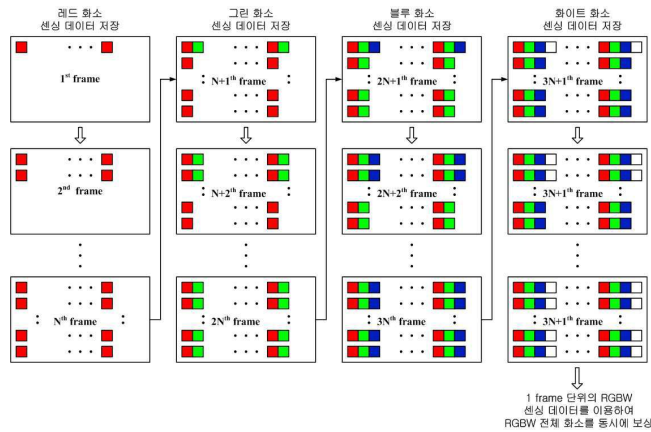 레드 화소
센싱 데이터 저장
1st frame
2nd frame
Nth frame
그린 화소
센싱 데이터 저장
N+1th frame
N+2th frame
2Nth frame
블루 화소
센싱 데이터 저장
2N+1th frame
2N+2th frame
3Nth frame
화이트 화소
센싱 데이터 저장
3N+1th frame
3N+1th frame
3N+1th frame
1 frame 단위의 RGBW
센싱 데이터를 이용하여
RGBW 전체 화소를 동시에 보상